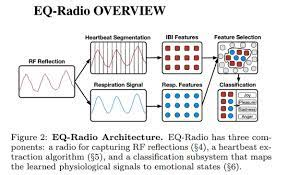 EQ-Radio OVERVIEW
Heartbeat Segmentation
IBI Features
Feature Selection
RF Reflection
Respiration Signal
Resp. Features
Classification
Joy
Pleasure
Sadness
Anger
Figure 2: EQ-Radio Architecture. EQ-Radio has three com-
ponents: a radio for capturing RF reflections (§4), a heartbeat ex-
traction algorithm (§5), and a classification subsystem that maps
the learned physiological signals to emotional states (§6).